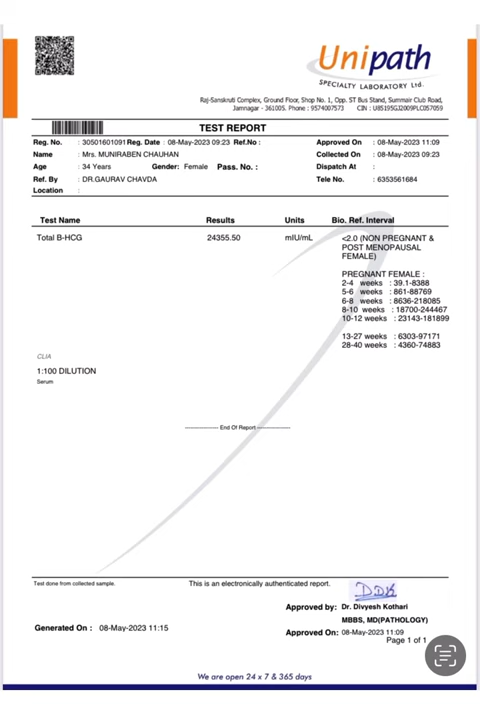 Unipath
SPECIALTY LABORATORY Ltd.
Raj-Sanskruti Complex, Ground Floor, Shop No. 1, Opp. ST Bus Stand, Summair Club Road,
Jamnagar - 361005. Phone : 9574007573 CIN : U85195GJ2009PLC057059
TEST REPORT
Reg. No. : 30501601091 Reg. Date : 08-May-2023 09:23 Ref.No : Approved On : 08-May-2023 11:09
Name : Mrs. MUNIRABEN CHAUHAN Collected On : 08-May-2023 09:23
Age : 34 Years Gender: Female Pass. No. : Dispatch At :
Ref. By : DR.GAURAV CHAVDA Tele No. : 6353561684
Location :
Test Name Results Units Bio. Ref. Interval
Total B-HCG 24355.50 mIU/mL <2.0 (NON PREGNANT &
POST MENOPAUSAL
FEMALE)
PREGNANT FEMALE :
2-4 weeks : 39.1-8388
5-6 weeks : 861-88769
6-8 weeks : 8636-218085
8-10 weeks : 18700-244467
10-12 weeks : 23143-181899
13-27 weeks : 6303-97171
28-40 weeks : 4360-74883
CLIA
1:100 DILUTION
Serum
---------------- End Of Report ----------------
Test done from collected sample. This is an electronically authenticated report.
DDK
Approved by: Dr. Divyesh Kothari
MBBS, MD(PATHOLOGY)
Generated On : 08-May-2023 11:15 Approved On: 08-May-2023 11:09
Page 1 of 1
We are open 24 x 7 & 365 days